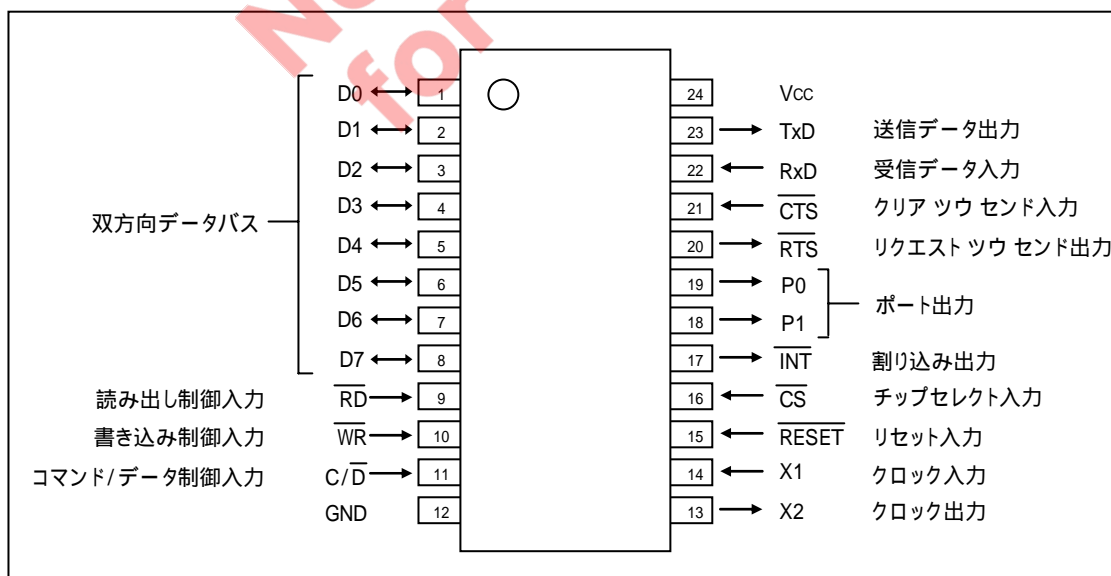 No
for
D0 1 24 Vcc
D1 2 23 TxD 送信データ出力
D2 3 22 RxD 受信データ入力
D3 4 21 C̅T̅S̅ クリア ツウ センド入力
双方向データバス
D4 5 20 R̅T̅S̅ リクエスト ツウ センド出力
D5 6 19 P0
ポート出力
D6 7 18 P1
D7 8 17 I̅N̅T̅ 割り込み出力
読み出し制御入力 R̅D̅ 9 16 C̅S̅ チップセレクト入力
書き込み制御入力 W̅R̅ 10 15 R̅E̅S̅E̅T̅ リセット入力
コマンド/データ制御入力 C/D̅ 11 14 X1 クロック入力
GND 12 13 X2 クロック出力